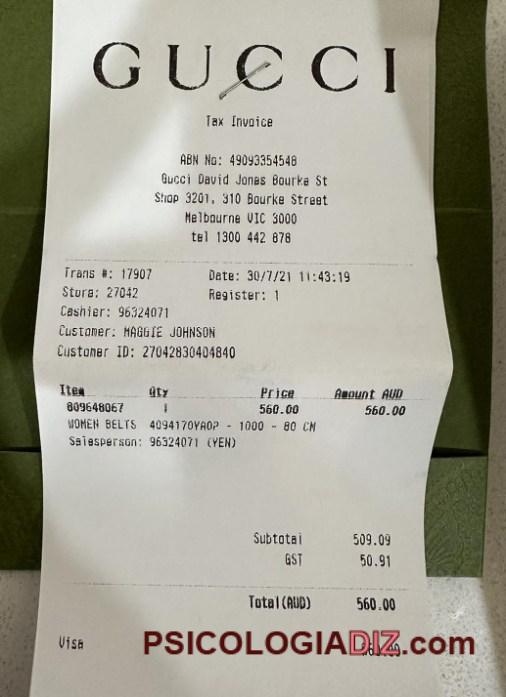 GUCCI
Tax Invoice
ABN No: 49093354548
Gucci David Jones Bourke St
Shop 3201, 310 Bourke Street
Melbourne VIC 3000
tel 1300 442 878
Trans #: 17907 Date: 30/7/21 11:43:19
Store: 27042 Register: 1
Cashier: 96324071
Customer: MAGGIE JOHNSON
Customer ID: 27042830404840
Item Qty Price Amount AUD
809648067 1 560.00 560.00
WOMEN BELTS 4094170YAOP - 1000 - 80 CM
Salesperson: 96324071 (YEN)
Subtotal 509.09
GST 50.91
Total(AUD) 560.00
Visa
PSICOLOGIADIZ.com